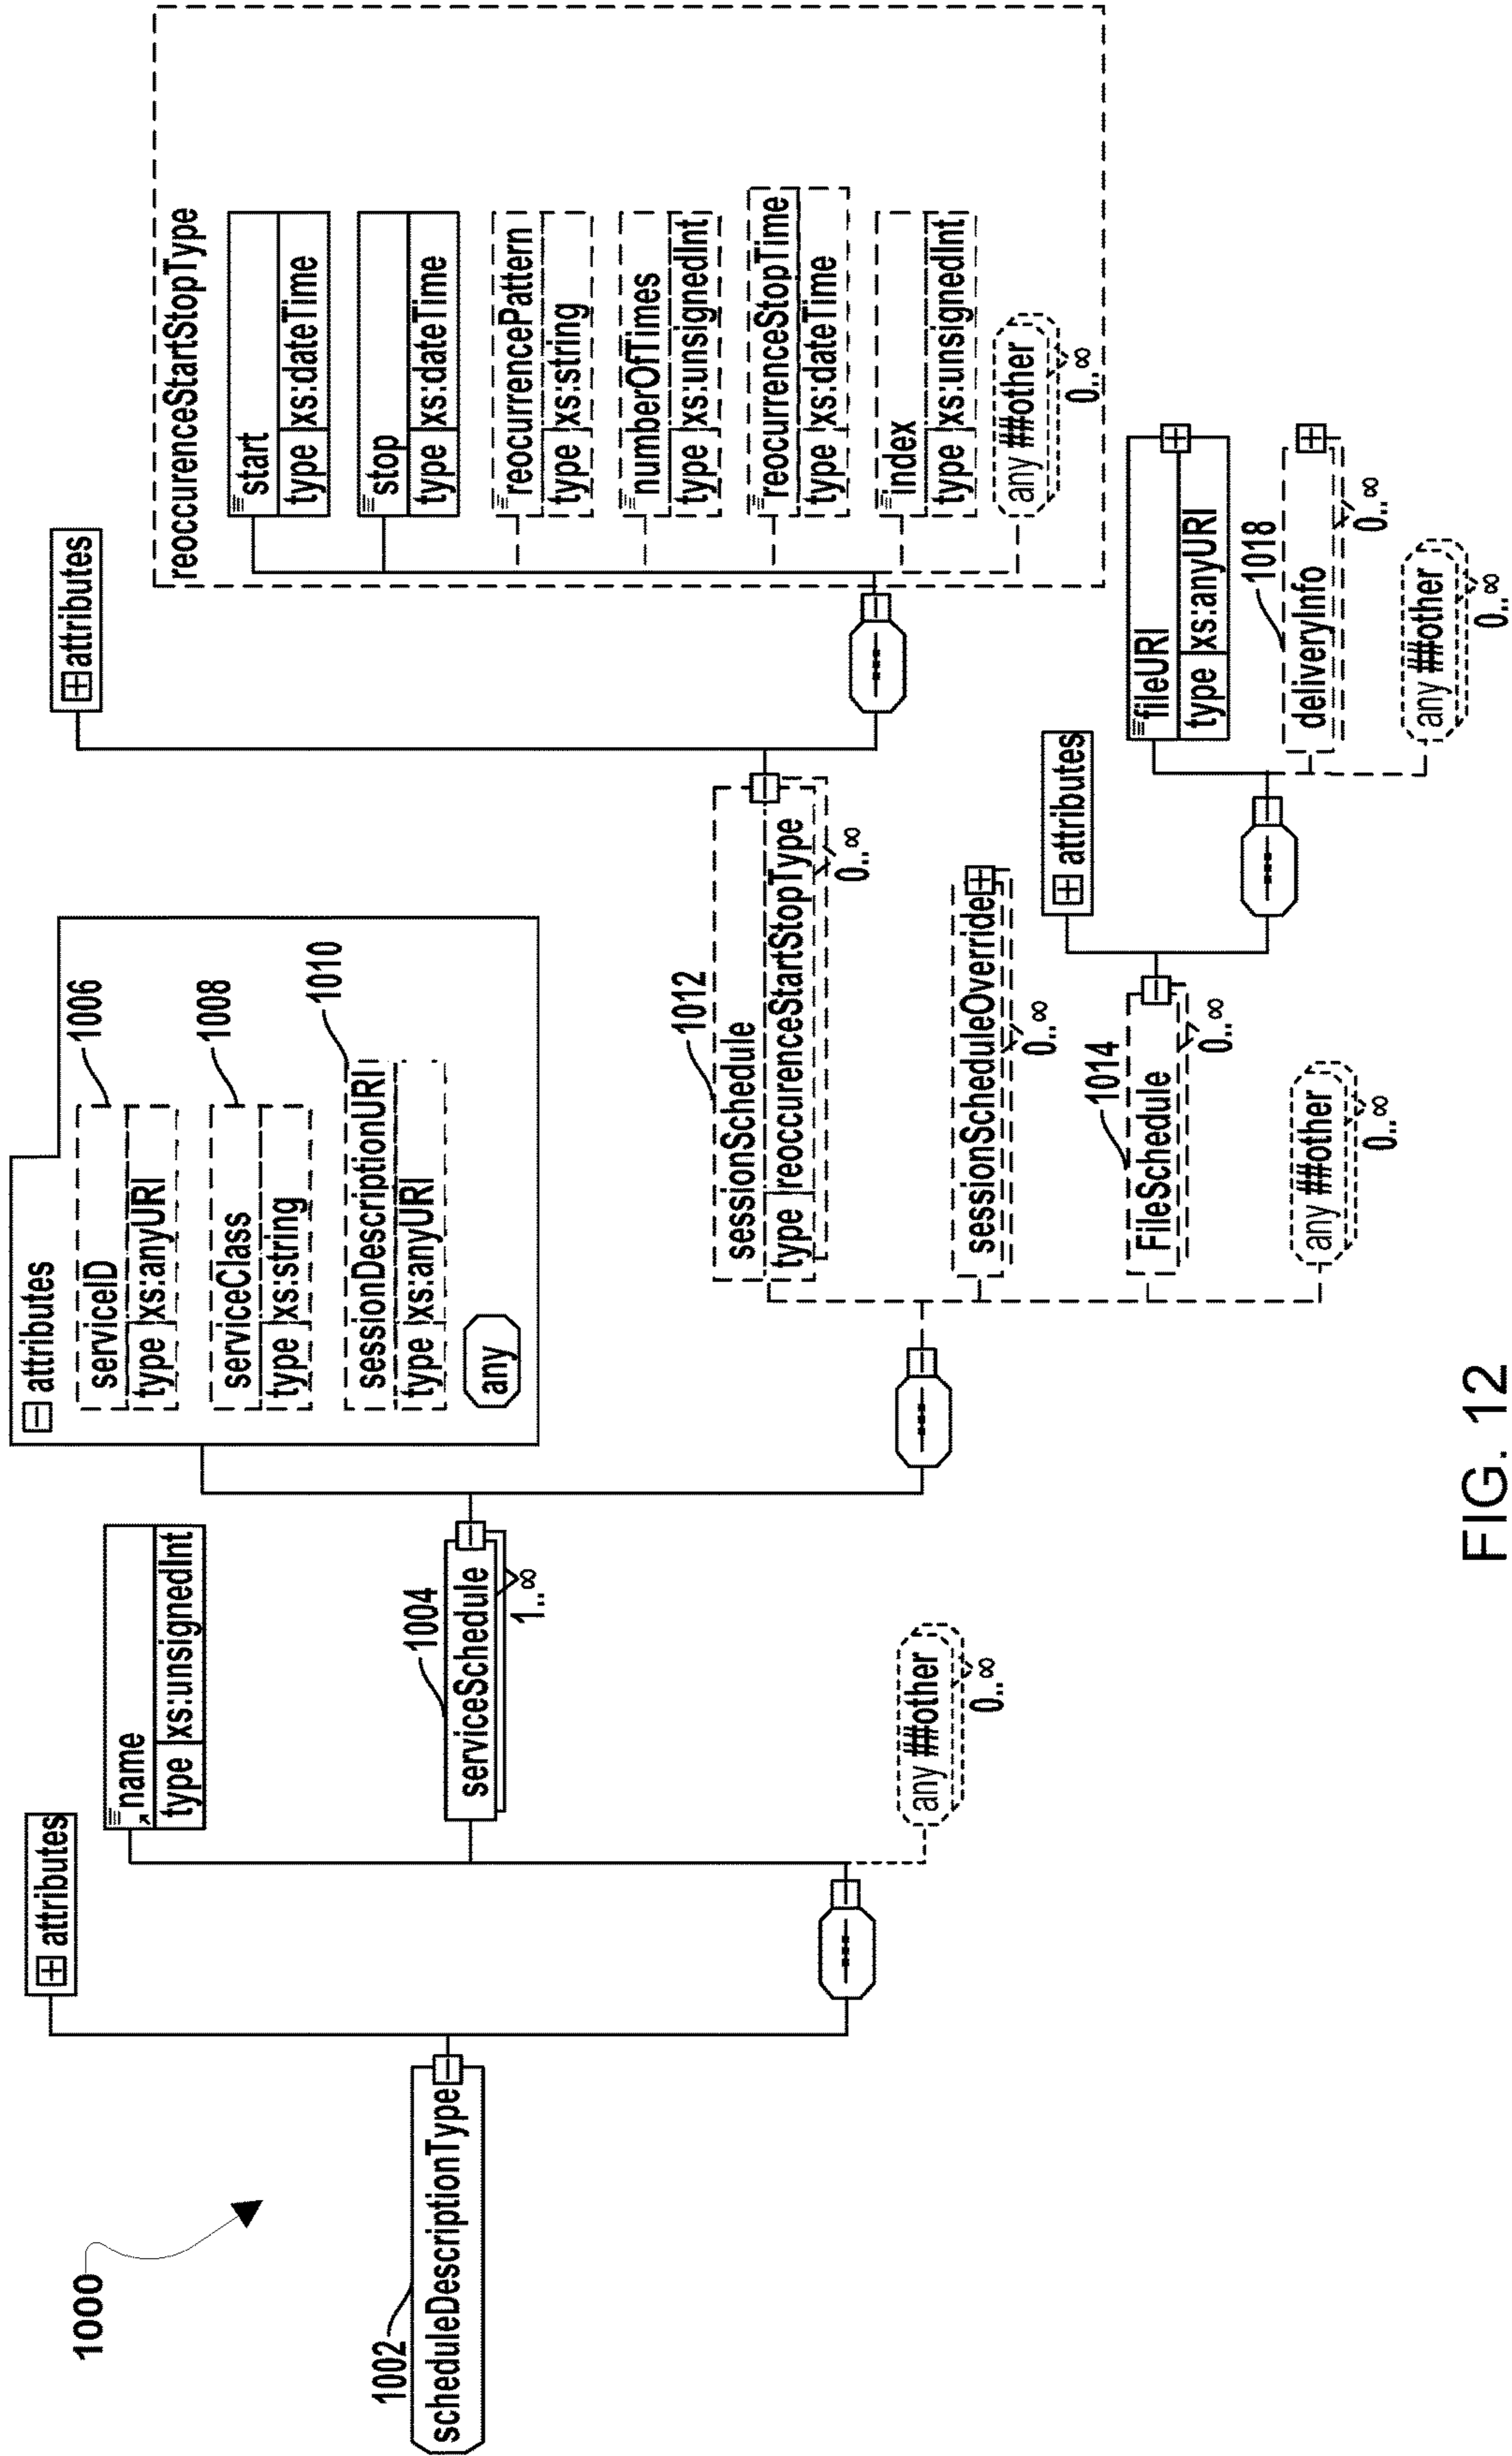 1000
1002
scheduleDescriptionType
attributes
name
type xs:unsignedInt
1004
serviceSchedule
1..∞
any ##other
0..∞
attributes
serviceID
type xs:anyURI
1006
serviceClass
type xs:string
1008
sessionDescriptionURI
type xs:anyURI
1010
any
1012
sessionSchedule
type reoccurenceStartStopType
0..∞
sessionScheduleOverride
0..∞
1014
FileSchedule
0..∞
any ##other
0..∞
attributes
reoccurenceStartStopType
start
type xs:dateTime
stop
type xs:dateTime
reocurrencePattern
type xs:string
numberOfTimes
type xs:unsignedInt
reocurrenceStopTime
type xs:dateTime
index
type xs:unsignedInt
any ##other
0..∞
attributes
fileURI
type xs:anyURI
1018
deliveryInfo
0..∞
any ##other
0..∞
FIG. 12